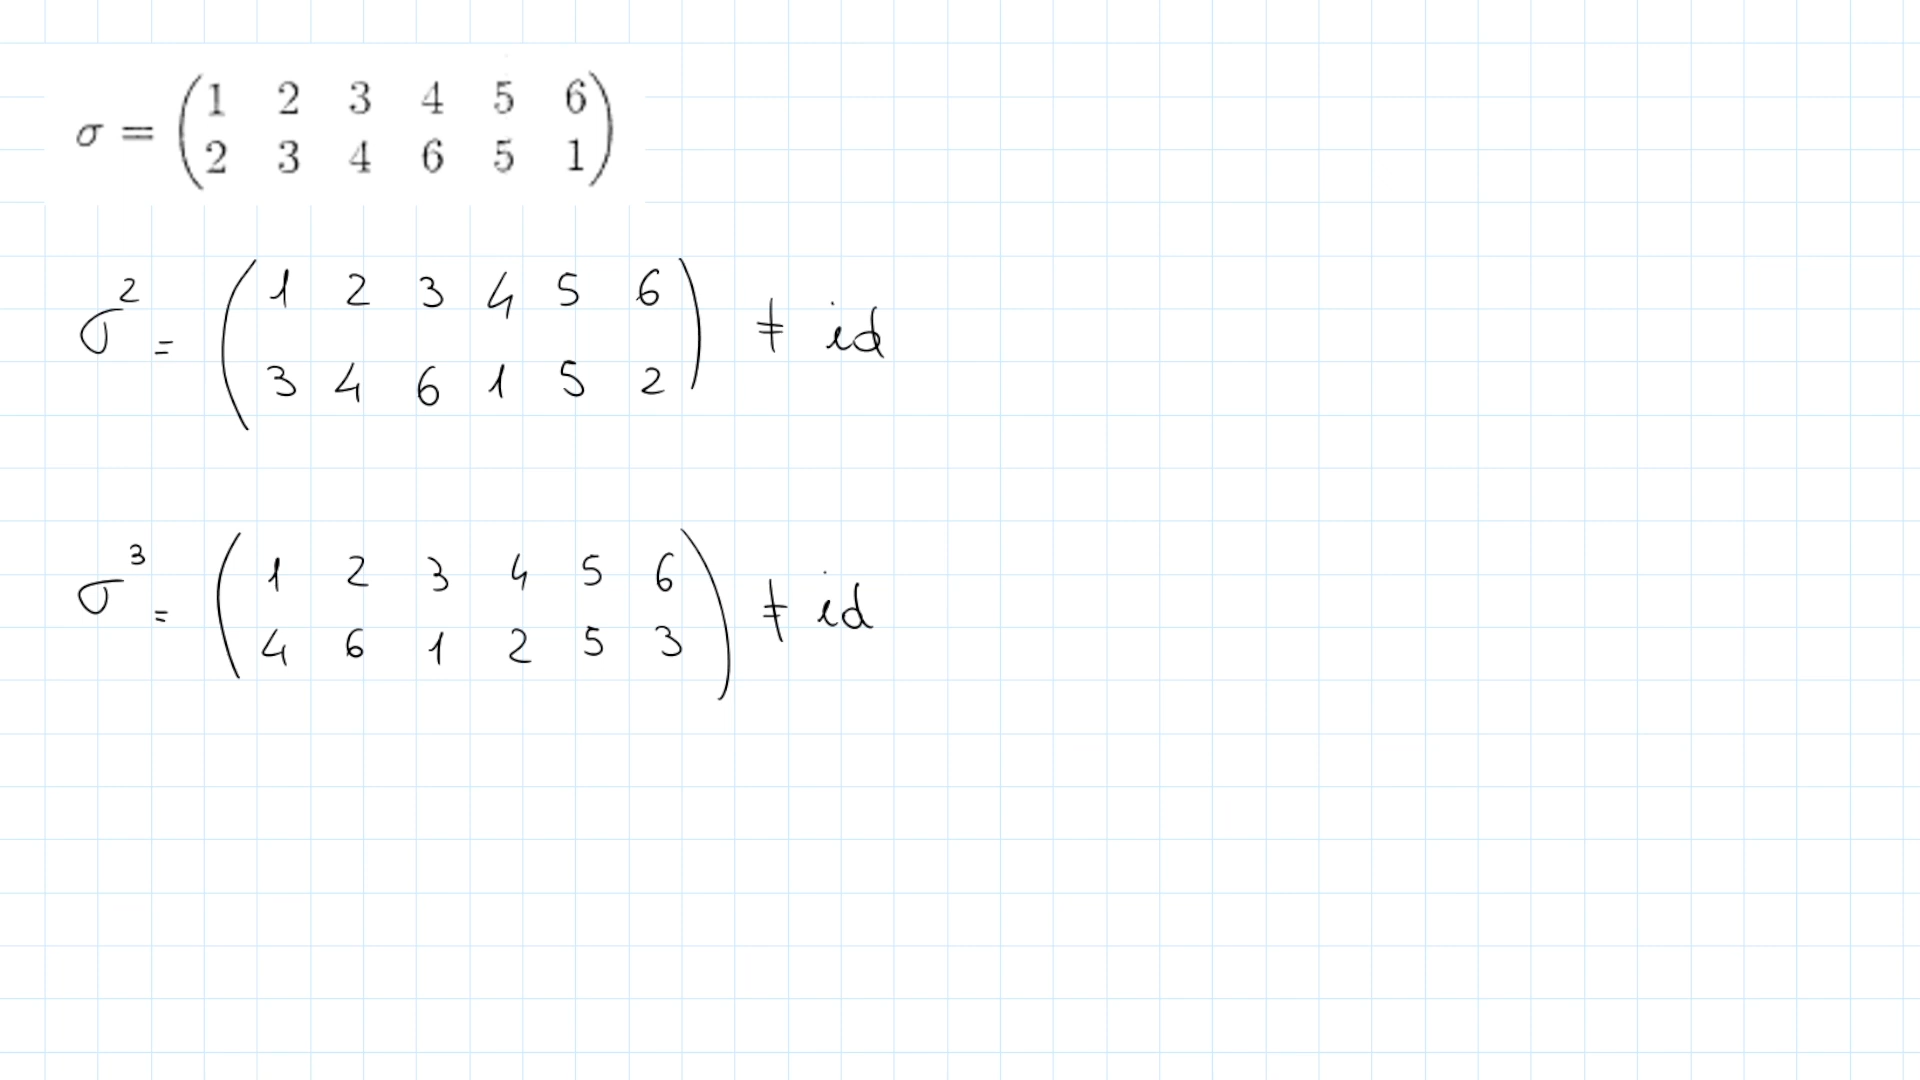 σ = (1 2 3 4 5 6
2 3 4 6 5 1)
σ² = (1 2 3 4 5 6
3 4 6 1 5 2) ≠ id
σ³ = (1 2 3 4 5 6
4 6 1 2 5 3) ≠ id